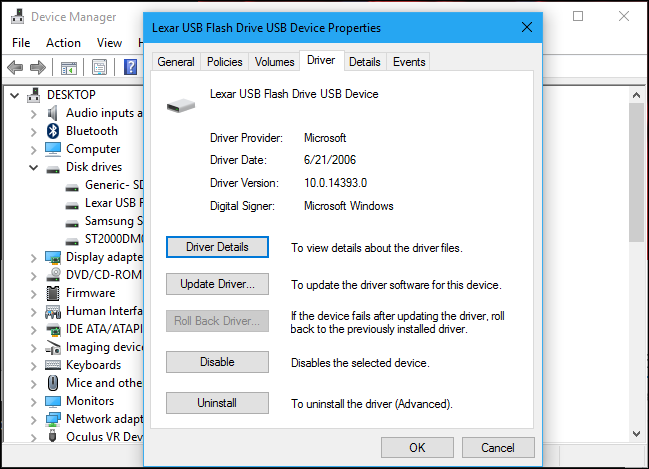 Device Manager
File Action View
DESKTOP
Audio inputs a
Bluetooth
Computer
Disk drives
Generic- SD
Lexar USB F
Samsung S
ST2000DM0
Display adapte
DVD/CD-ROM
Firmware
Human Interfa
IDE ATA/ATAPI
Imaging device
Keyboards
Mice and othe
Monitors
Network adapt
Oculus VR Dev
Lexar USB Flash Drive USB Device Properties
General Policies Volumes Driver Details Events
Lexar USB Flash Drive USB Device
Driver Provider: Microsoft
Driver Date: 6/21/2006
Driver Version: 10.0.14393.0
Digital Signer: Microsoft Windows
Driver Details To view details about the driver files.
Update Driver... To update the driver software for this device.
Roll Back Driver... If the device fails after updating the driver, roll
back to the previously installed driver.
Disable Disables the selected device.
Uninstall To uninstall the driver (Advanced).
OK Cancel